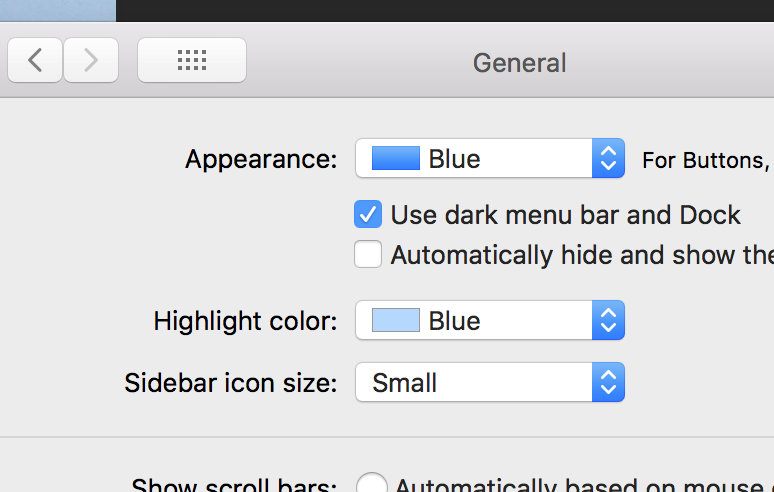 General
Appearance: Blue For Buttons,
Use dark menu bar and Dock
Automatically hide and show the
Highlight color: Blue
Sidebar icon size: Small
Show scroll bars: Automatically based on mouse